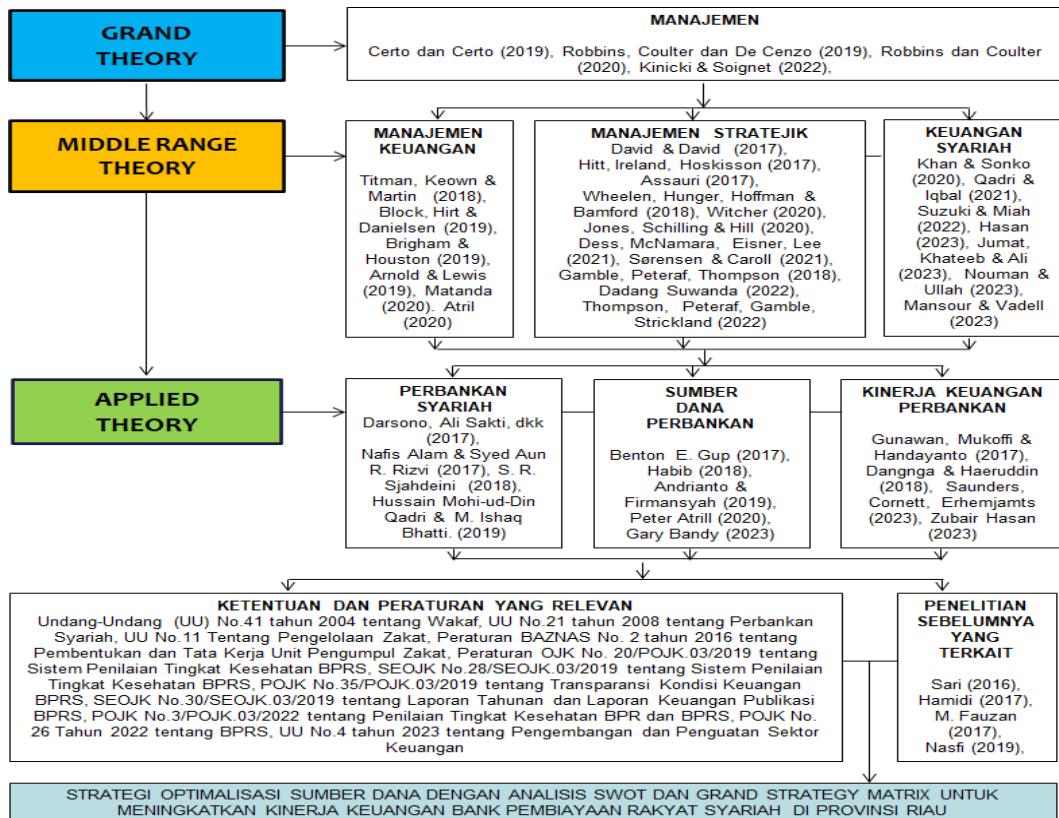 GRAND
THEORY
MANAJEMEN
Certo dan Certo (2019), Robbins, Coulter dan De Cenzo (2019), Robbins dan Coulter
(2020), Kinicki & Soignet (2022),
MIDDLE RANGE
THEORY
MANAJEMEN
KEUANGAN
Titman, Keown &
Martin (2018),
Block, Hirt &
Danielsen (2019),
Brigham &
Houston (2019),
Arnold & Lewis
(2019), Matanda
(2020). Atril
(2020)
MANAJEMEN STRATEJIK
David & David (2017),
Hitt, Ireland, Hoskisson (2017),
Assauri (2017),
Wheelen, Hunger, Hoffman &
Bamford (2018), Witcher (2020),
Jones, Schilling & Hill (2020),
Dess, McNamara, Eisner, Lee
(2021), Sørensen & Caroll (2021),
Gamble, Peteraf, Thompson (2018),
Dadang Suwanda (2022),
Thompson, Peteraf, Gamble,
Strickland (2022)
KEUANGAN
SYARIAH
Khan & Sonko
(2020), Qadri &
Iqbal (2021),
Suzuki & Miah
(2022), Hasan
(2023), Jumat,
Khateeb & Ali
(2023), Nouman &
Ullah (2023),
Mansour & Vadell
(2023)
APPLIED
THEORY
PERBANKAN
SYARIAH
Darsono, Ali Sakti, dkk
(2017),
Nafis Alam & Syed Aun
R. Rizvi (2017), S. R.
Sjahdeini (2018),
Hussain Mohi-ud-Din
Qadri & M. Ishaq
Bhatti. (2019)
SUMBER
DANA
PERBANKAN
Benton E. Gup (2017),
Habib (2018),
Andrianto &
Firmansyah (2019),
Peter Atrill (2020),
Gary Bandy (2023)
KINERJA KEUANGAN
PERBANKAN
Gunawan, Mukoffi &
Handayanto (2017),
Dangnga & Haeruddin
(2018), Saunders,
Cornett, Erhemjamts
(2023), Zubair Hasan
(2023)
KETENTUAN DAN PERATURAN YANG RELEVAN
Undang-Undang (UU) No.41 tahun 2004 tentang Wakaf, UU No.21 tahun 2008 tentang Perbankan
Syariah, UU No.11 Tentang Pengelolaan Zakat, Peraturan BAZNAS No. 2 tahun 2016 tentang
Pembentukan dan Tata Kerja Unit Pengumpul Zakat, Peraturan OJK No. 20/POJK.03/2019 tentang
Sistem Penilaian Tingkat Kesehatan BPRS, SEOJK No.28/SEOJK.03/2019 tentang Sistem Penilaian
Tingkat Kesehatan BPRS, POJK No.35/POJK.03/2019 tentang Transparansi Kondisi Keuangan
BPRS, SEOJK No.30/SEOJK.03/2019 tentang Laporan Tahunan dan Laporan Keuangan Publikasi
BPRS, POJK No.3/POJK.03/2022 tentang Penilaian Tingkat Kesehatan BPR dan BPRS, POJK No.
26 Tahun 2022 tentang BPRS, UU No.4 tahun 2023 tentang Pengembangan dan Penguatan Sektor
Keuangan
PENELITIAN
SEBELUMNYA
YANG
TERKAIT
Sari (2016),
Hamidi (2017),
M. Fauzan
(2017),
Nasfi (2019),
STRATEGI OPTIMALISASI SUMBER DANA DENGAN ANALISIS SWOT DAN GRAND STRATEGY MATRIX UNTUK
MENINGKATKAN KINERJA KEUANGAN BANK PEMBIAYAAN RAKYAT SYARIAH DI PROVINSI RIAU